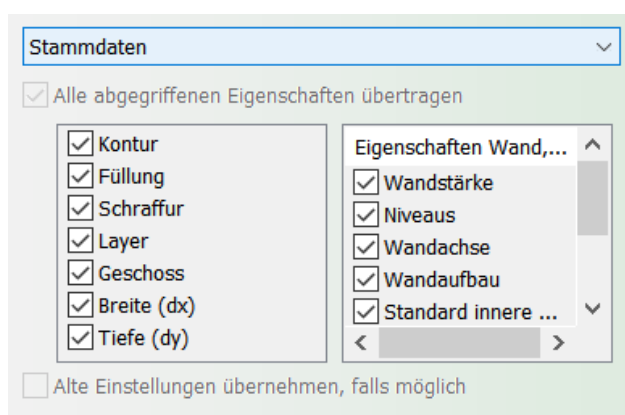 Stammdaten
Alle abgegriffenen Eigenschaften übertragen
Kontur
Füllung
Schraffur
Layer
Geschoss
Breite (dx)
Tiefe (dy)
Eigenschaften Wand,...
Wandstärke
Niveaus
Wandachse
Wandaufbau
Standard innere ...
Alte Einstellungen übernehmen, falls möglich